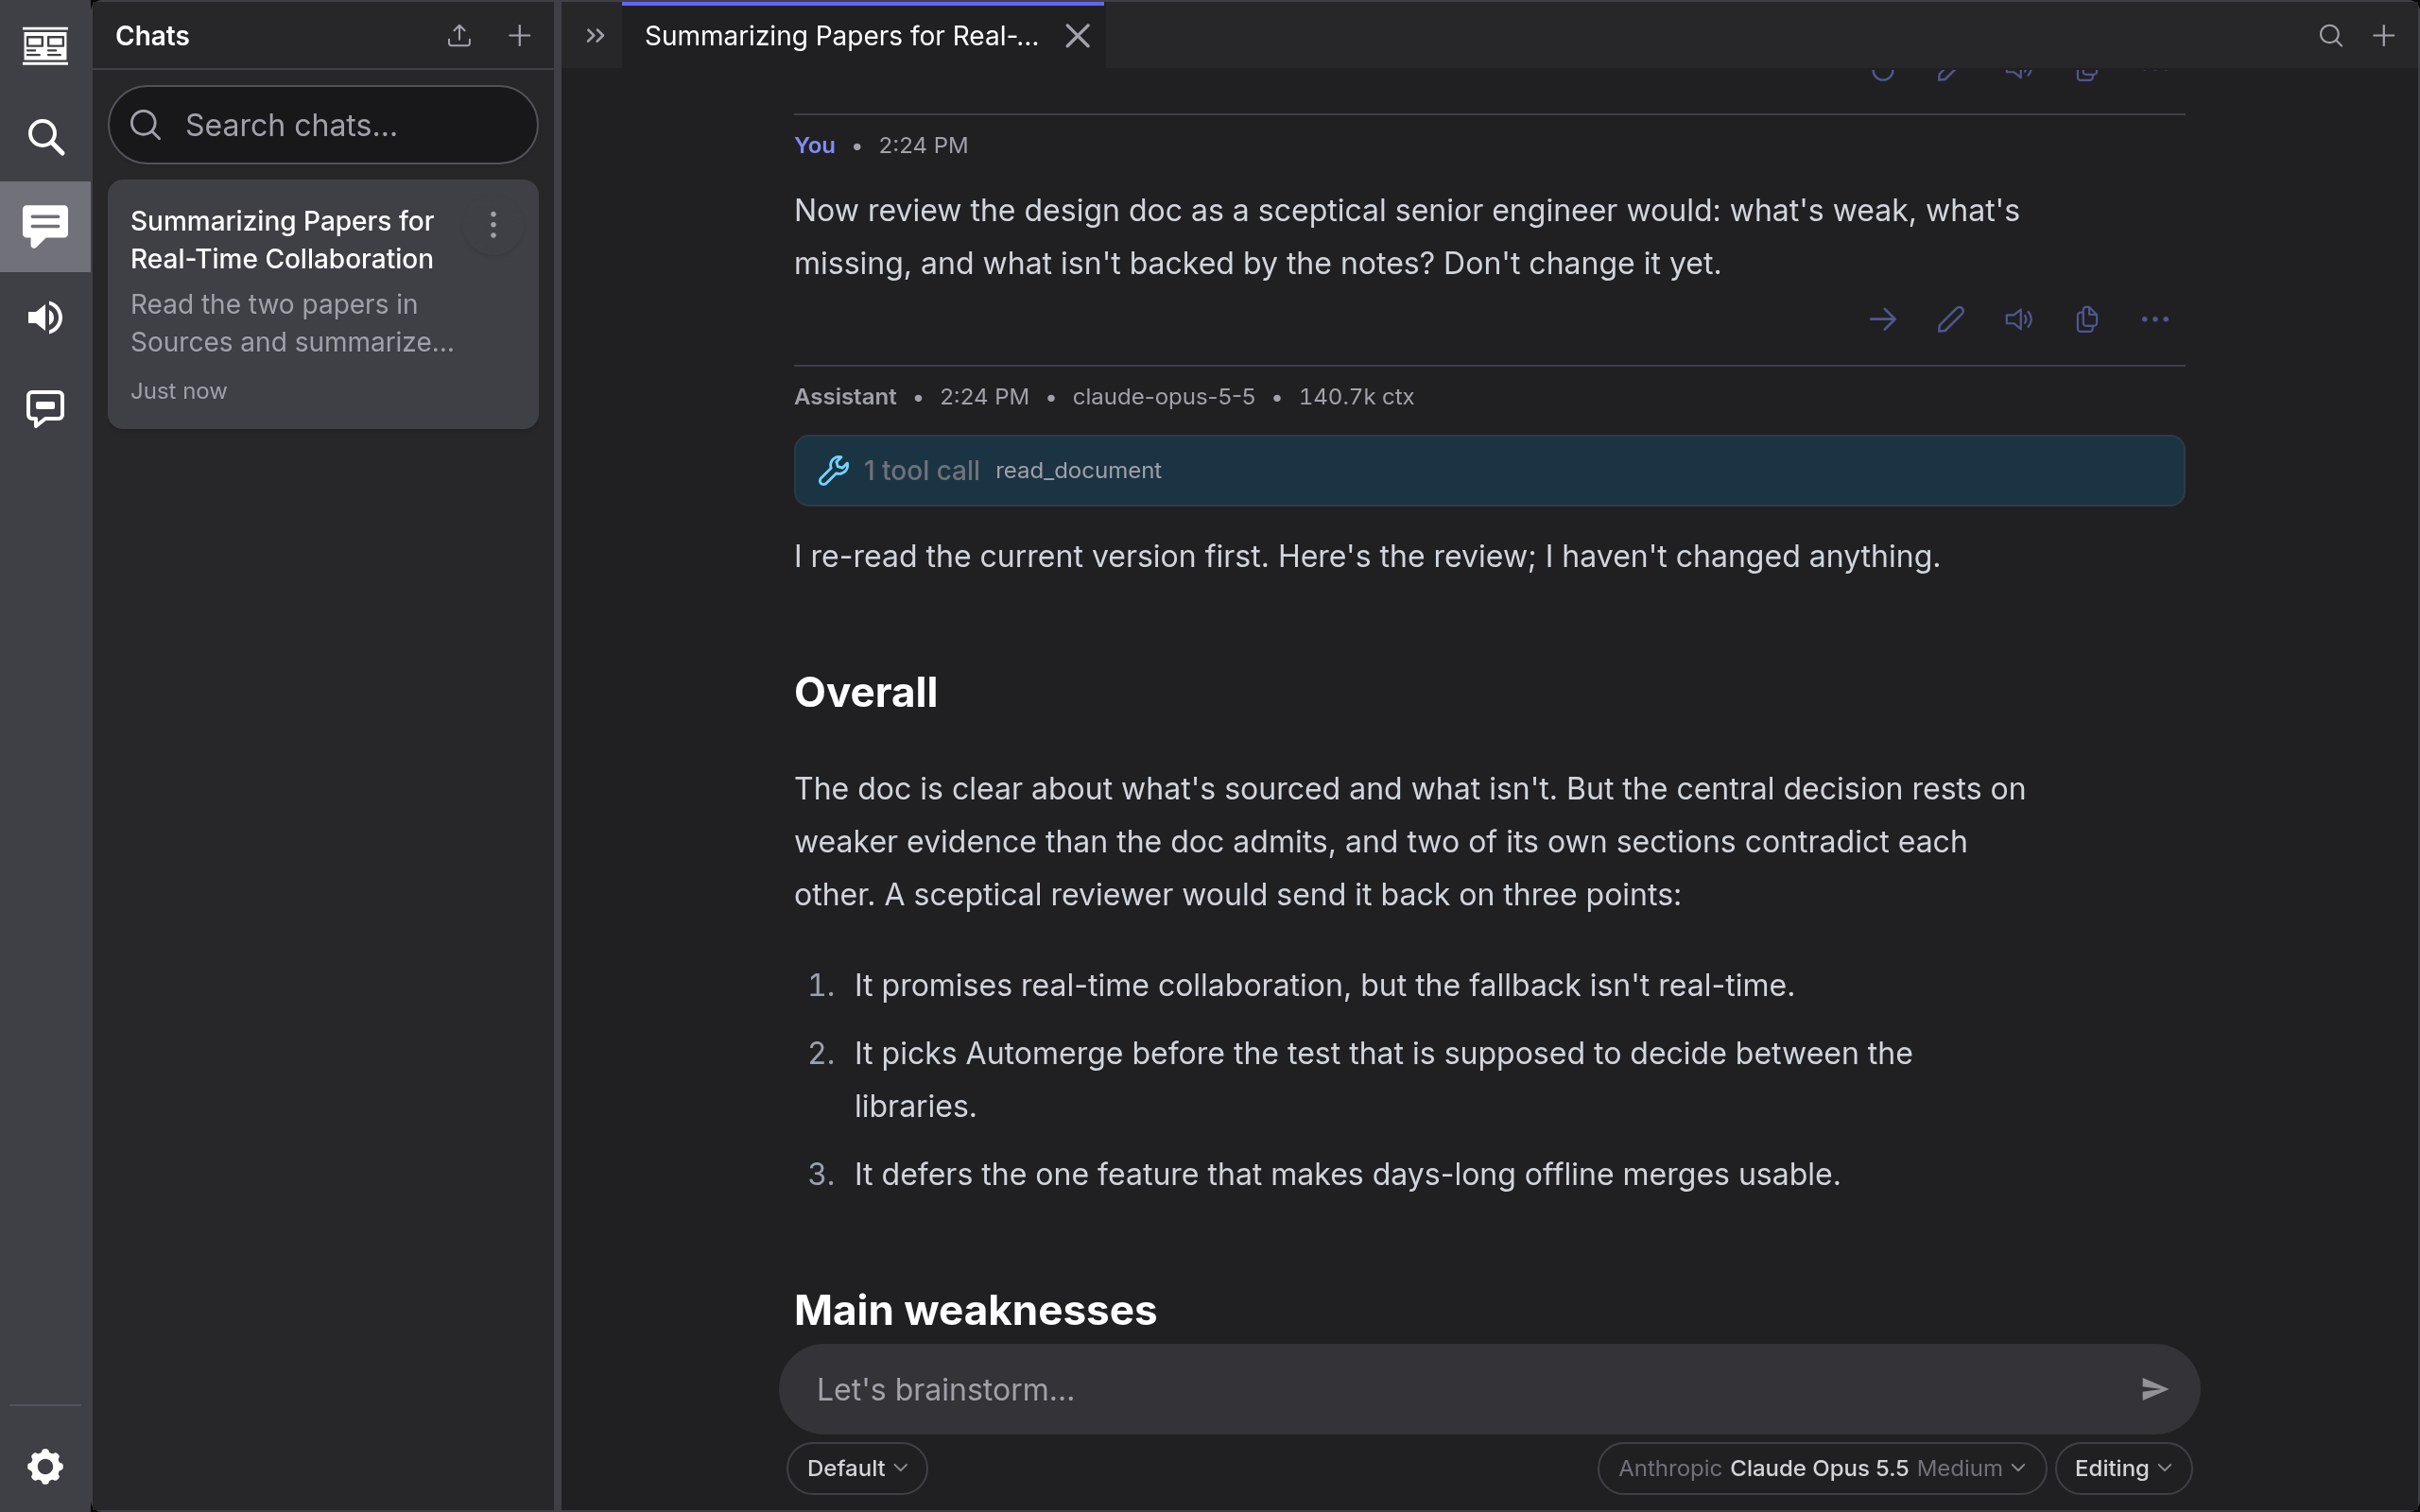 Chats
Search chats...
Summarizing Papers for
Real-Time Collaboration
Read the two papers in
Sources and summarize...
Just now
Summarizing Papers for Real-...
You • 2:24 PM
Now review the design doc as a sceptical senior engineer would: what's weak, what's
missing, and what isn't backed by the notes? Don't change it yet.
Assistant • 2:24 PM • claude-opus-5-5 • 140.7k ctx
1 tool call read_document
I re-read the current version first. Here's the review; I haven't changed anything.
Overall
The doc is clear about what's sourced and what isn't. But the central decision rests on
weaker evidence than the doc admits, and two of its own sections contradict each
other. A sceptical reviewer would send it back on three points:
1. It promises real-time collaboration, but the fallback isn't real-time.
2. It picks Automerge before the test that is supposed to decide between the
libraries.
3. It defers the one feature that makes days-long offline merges usable.
Main weaknesses
Let's brainstorm...
Default
Anthropic Claude Opus 5.5 Medium
Editing